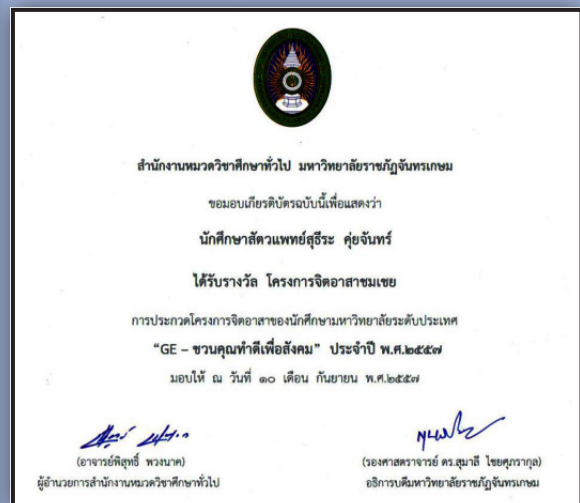 สำนักงานหมวดวิชาศึกษาทั่วไป มหาวิทยาลัยราชภัฏจันทรเกษม
ขอมอบเกียรติบัตรฉบับนี้เพื่อแสดงว่า
นักศึกษาสัตวแพทย์สุธีระ คุ่ยจันทร์
ได้รับรางวัล โครงการจิตอาสาชมเชย
การประกวดโครงการจิตอาสาของนักศึกษามหาวิทยาลัยระดับประเทศ
“GE – ชวนคุณทำดีเพื่อสังคม” ประจำปี พ.ศ.๒๕๕๗
มอบให้ ณ วันที่ ๑๐ เดือน กันยายน พ.ศ.๒๕๕๗
(อาจารย์พิสุทธิ์ พวงนาค)
ผู้อำนวยการสำนักงานหมวดวิชาศึกษาทั่วไป
(รองศาสตราจารย์ ดร.สุมาลี ไชยศุภรากุล)
อธิการบดีมหาวิทยาลัยราชภัฏจันทรเกษม